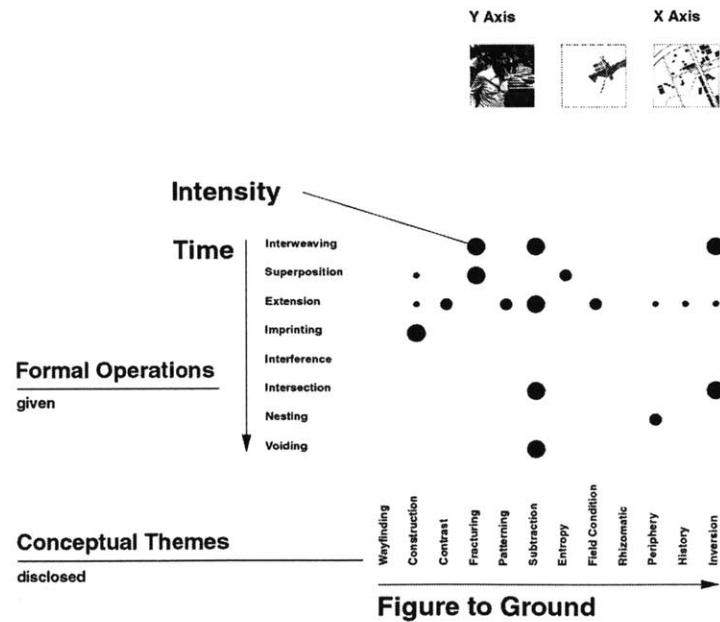 Y Axis
X Axis
Intensity
Time
Interweaving
Superposition
Extension
Imprinting
Interference
Intersection
Nesting
Voiding
Formal Operations
given
Conceptual Themes
disclosed
Wayfinding
Construction
Contrast
Fracturing
Patterning
Subtraction
Entropy
Field Condition
Rhizomatic
Periphery
History
Inversion
Figure to Ground